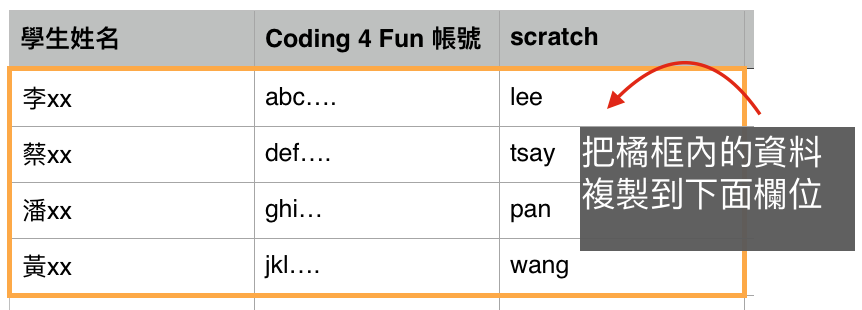 學生姓名 Coding 4 Fun 帳號 scratch
李xx abc.... lee
蔡xx def.... tsay
潘xx ghi... pan
黃xx jkl.... wang
把橘框內的資料
複製到下面欄位